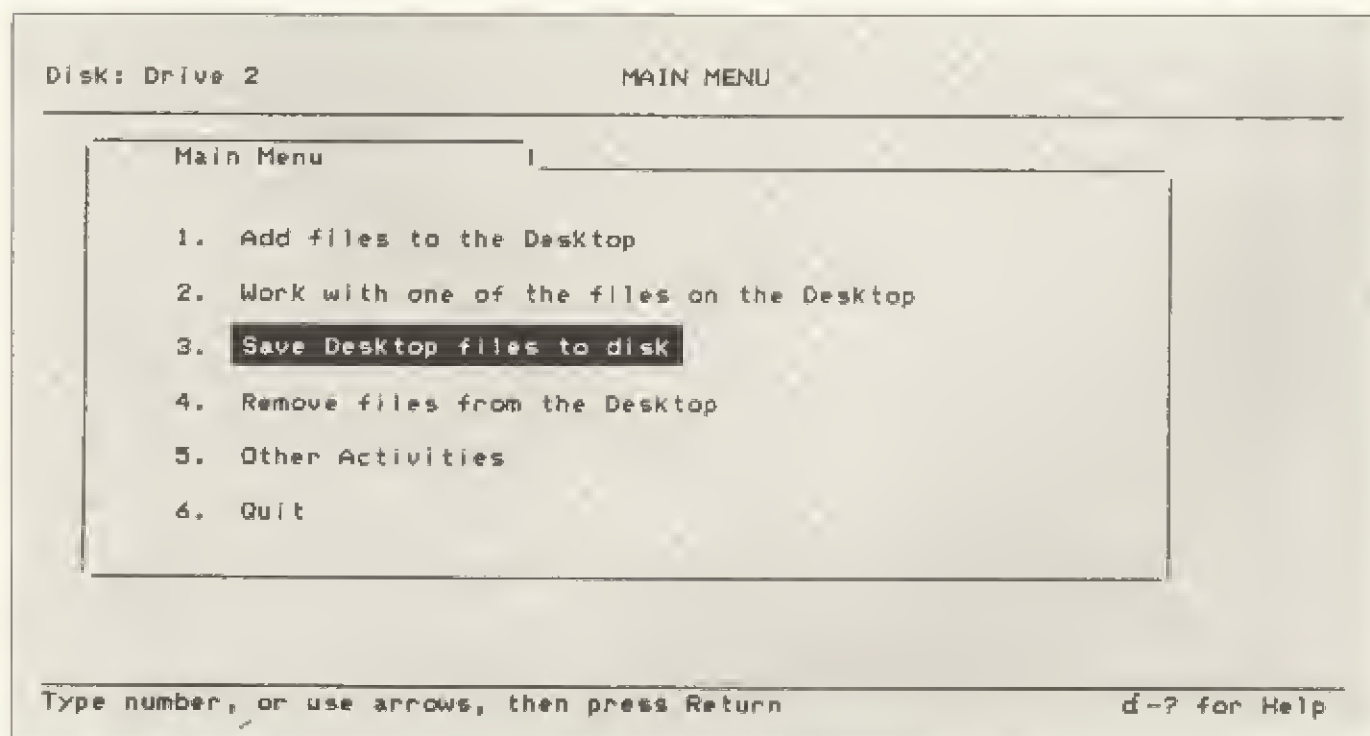 Disk: Drive 2 MAIN MENU
Main Menu
1. Add files to the Desktop
2. Work with one of the files on the Desktop
3. Save Desktop files to disk
4. Remove files from the Desktop
5. Other Activities
6. Quit
Type number, or use arrows, then press Return -? for Help